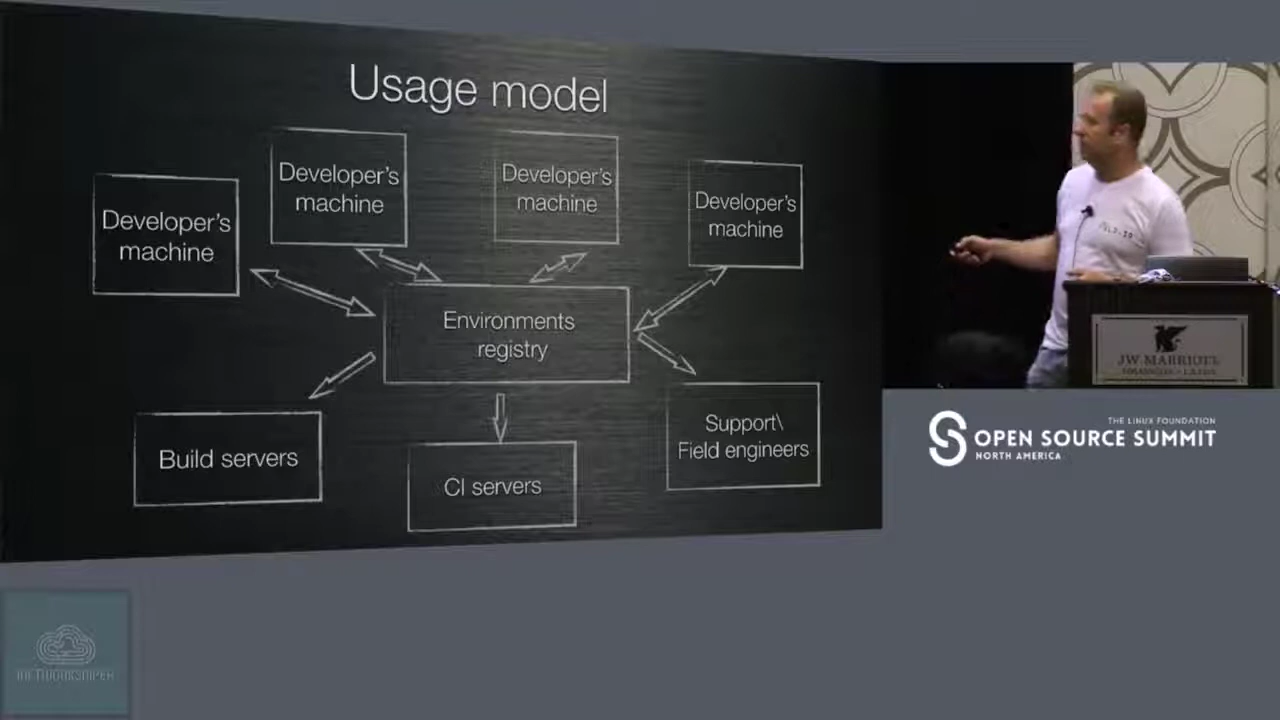 Usage model
Developer's
machine
Developer's
machine
Developer's
machine
Developer's
machine
Environments
registry
Build servers
CI servers
Support\
Field engineers
JW MARRIOTT
THE LINUX FOUNDATION
OPEN SOURCE SUMMIT
NORTH AMERICA